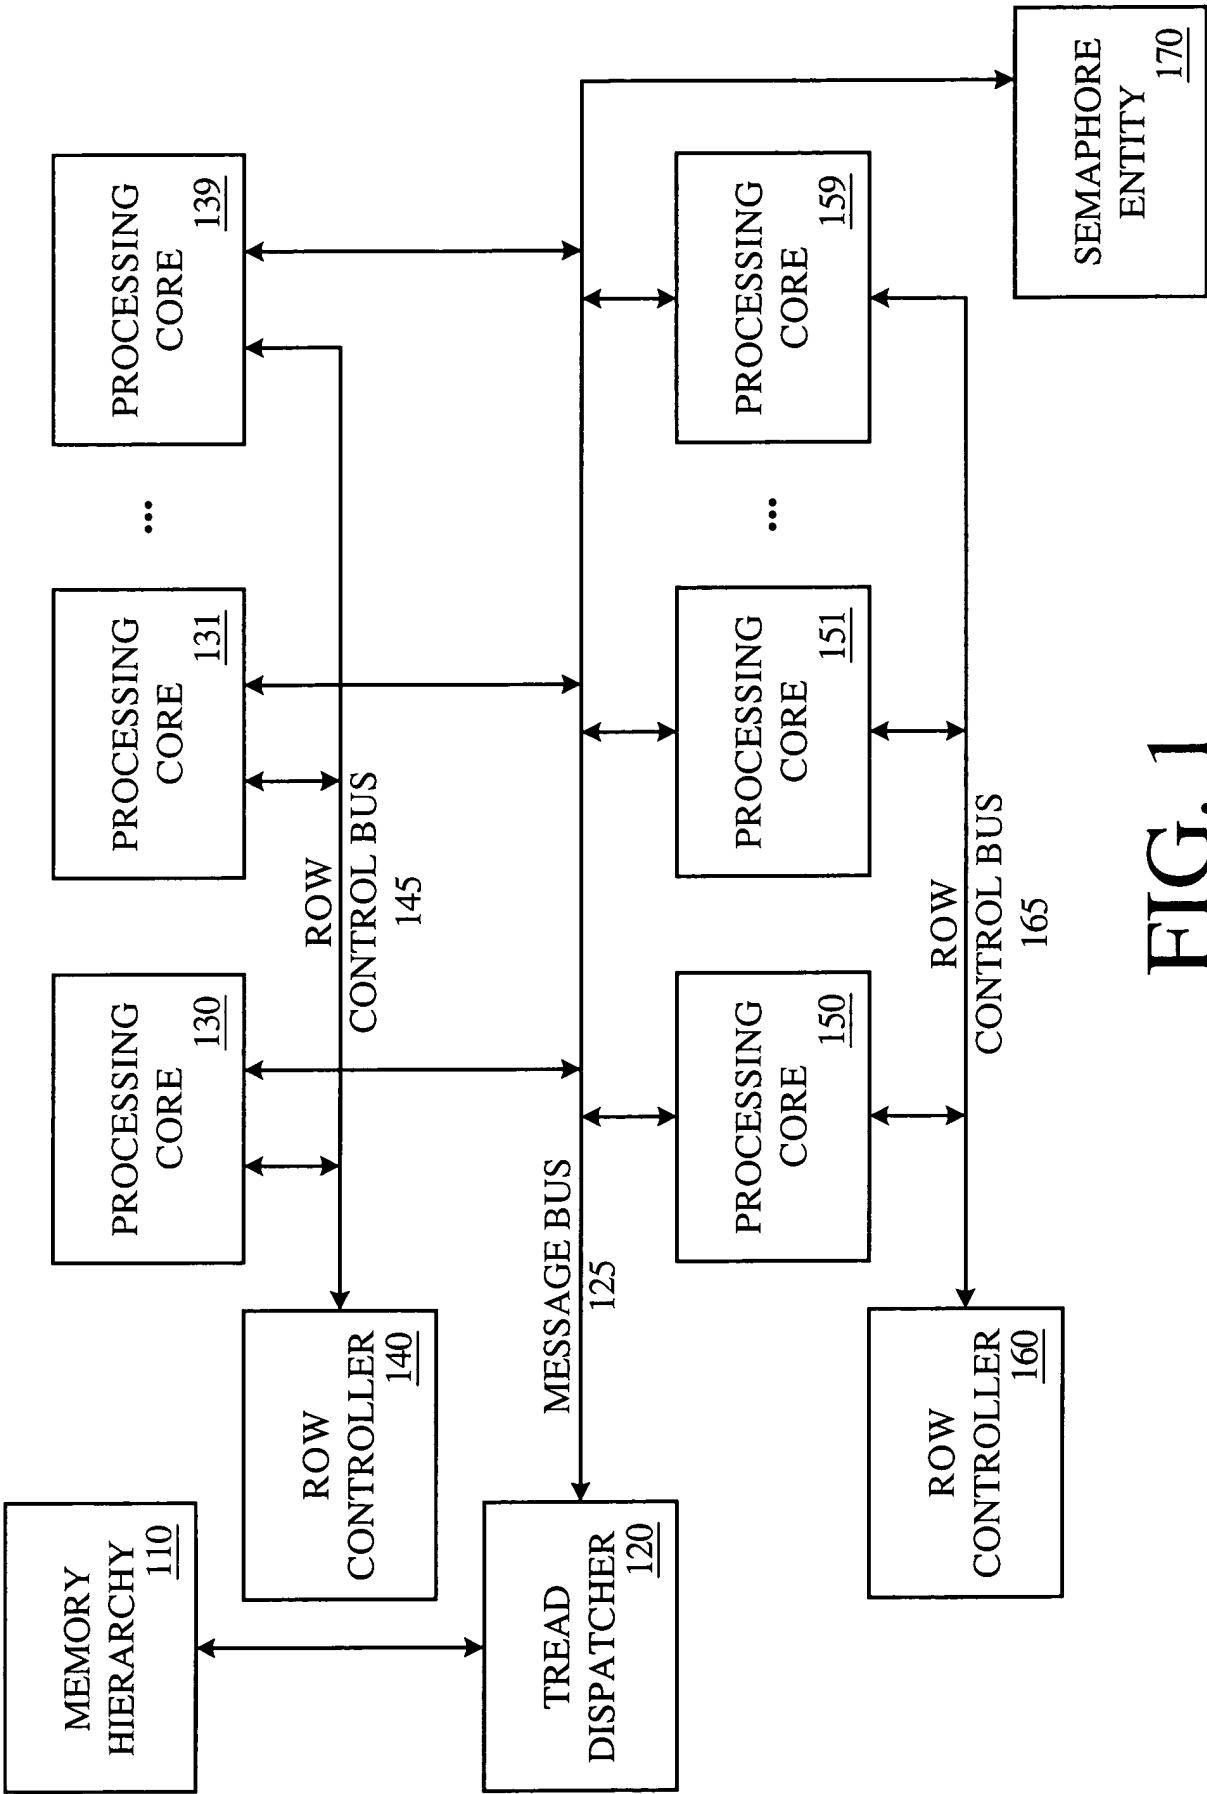 MEMORY
HIERARCHY
110
PROCESSING
CORE
130
PROCESSING
CORE
131
...
PROCESSING
CORE
139
ROW
CONTROLLER
140
ROW
CONTROL BUS
145
TREAD
DISPATCHER
120
MESSAGE BUS
125
PROCESSING
CORE
150
PROCESSING
CORE
151
...
PROCESSING
CORE
159
ROW
CONTROLLER
160
ROW
CONTROL BUS
165
SEMAPHORE
ENTITY
170
FIG. 1